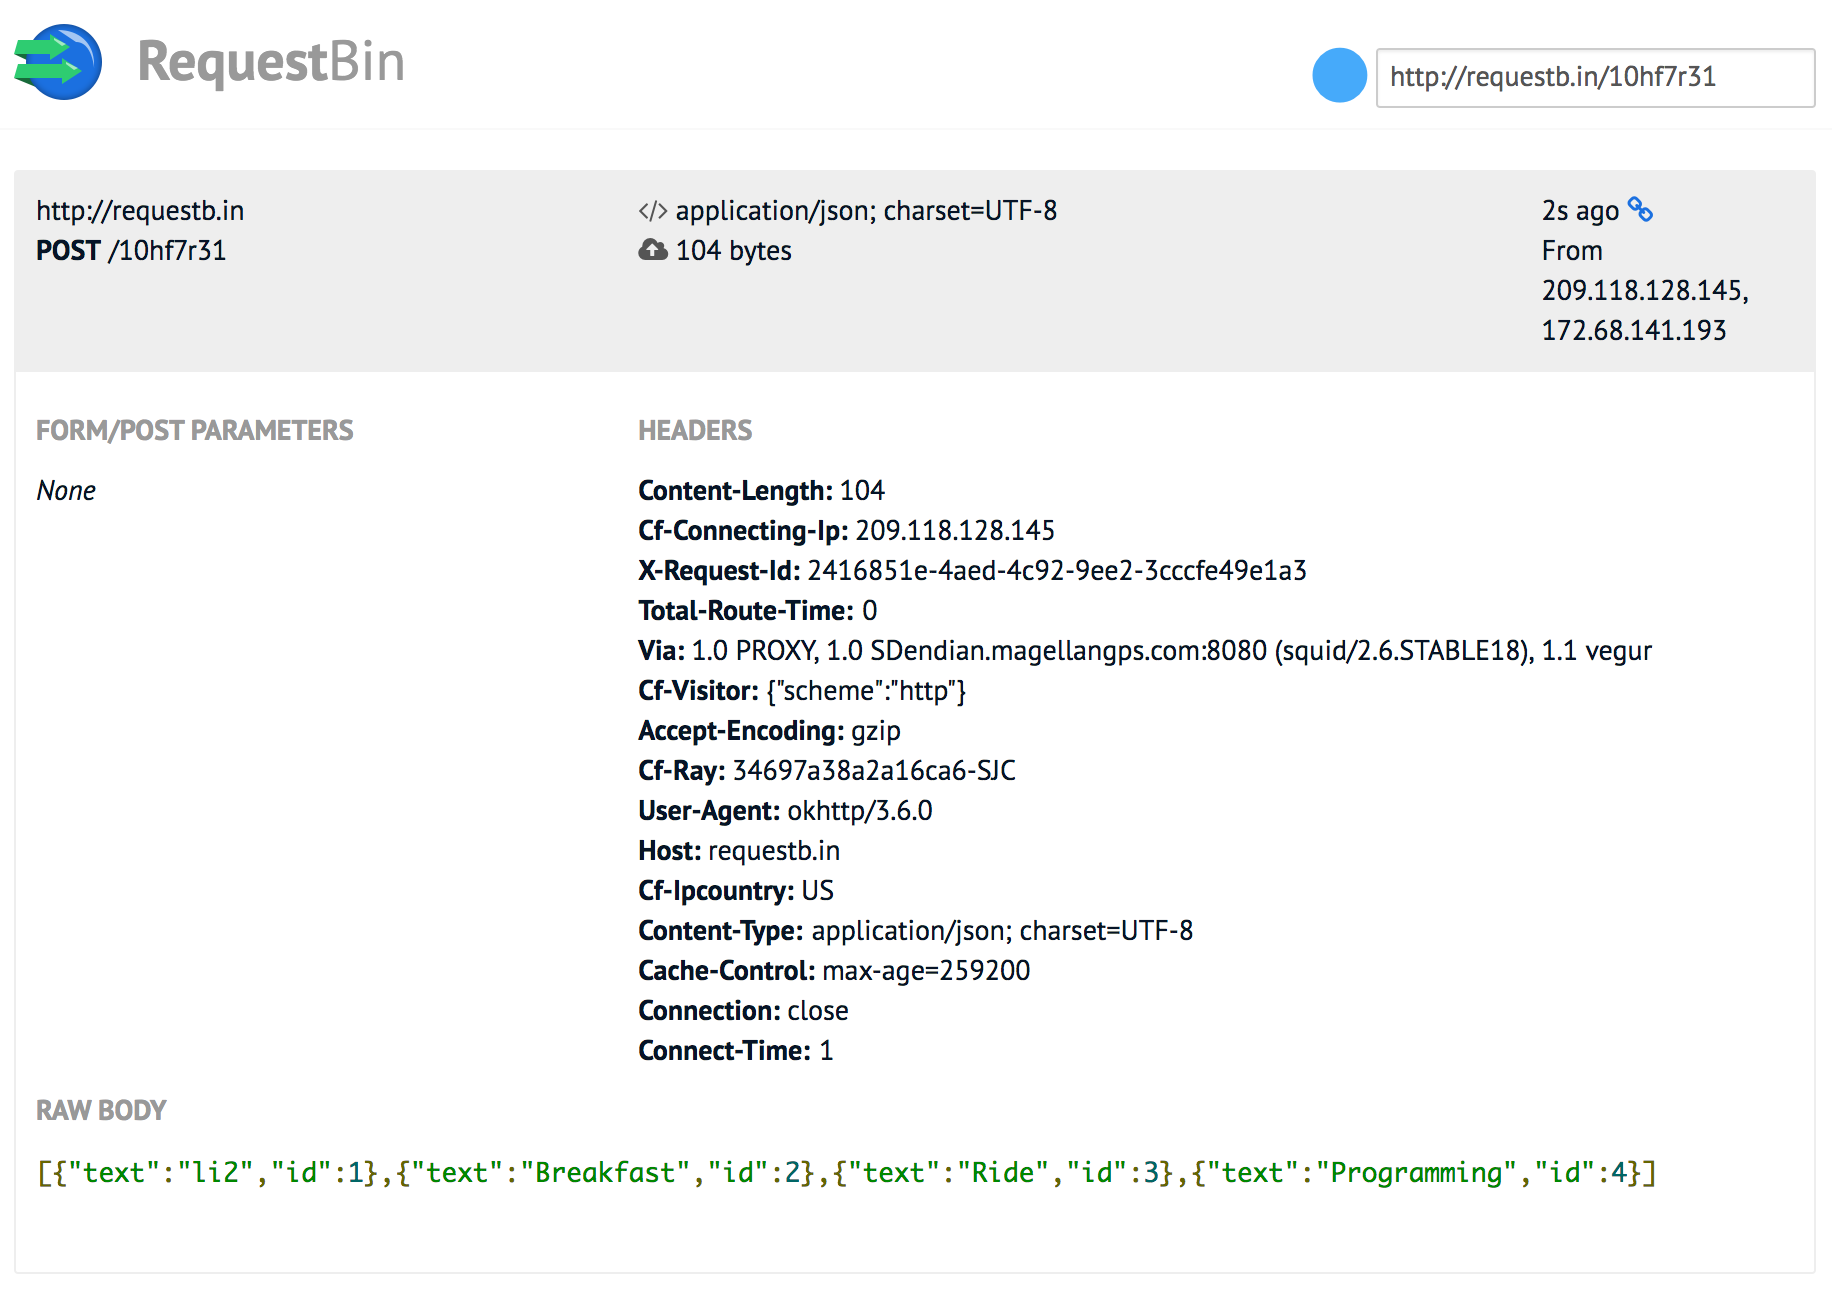 RequestBin
http://requestb.in/10hf7r31
http://requestb.in
POST /10hf7r31
</> application/json; charset=UTF-8
104 bytes
2s ago
From
209.118.128.145,
172.68.141.193
FORM/POST PARAMETERS
None
HEADERS
Content-Length: 104
Cf-Connecting-Ip: 209.118.128.145
X-Request-Id: 2416851e-4aed-4c92-9ee2-3cccfe49e1a3
Total-Route-Time: 0
Via: 1.0 PROXY, 1.0 SDendian.magellangps.com:8080 (squid/2.6.STABLE18), 1.1 vegur
Cf-Visitor: {"scheme":"http"}
Accept-Encoding: gzip
Cf-Ray: 34697a38a2a16ca6-SJC
User-Agent: okhttp/3.6.0
Host: requestb.in
Cf-Ipcountry: US
Content-Type: application/json; charset=UTF-8
Cache-Control: max-age=259200
Connection: close
Connect-Time: 1
RAW BODY
[{"text":"li2","id":1},{"text":"Breakfast","id":2},{"text":"Ride","id":3},{"text":"Programming","id":4}]